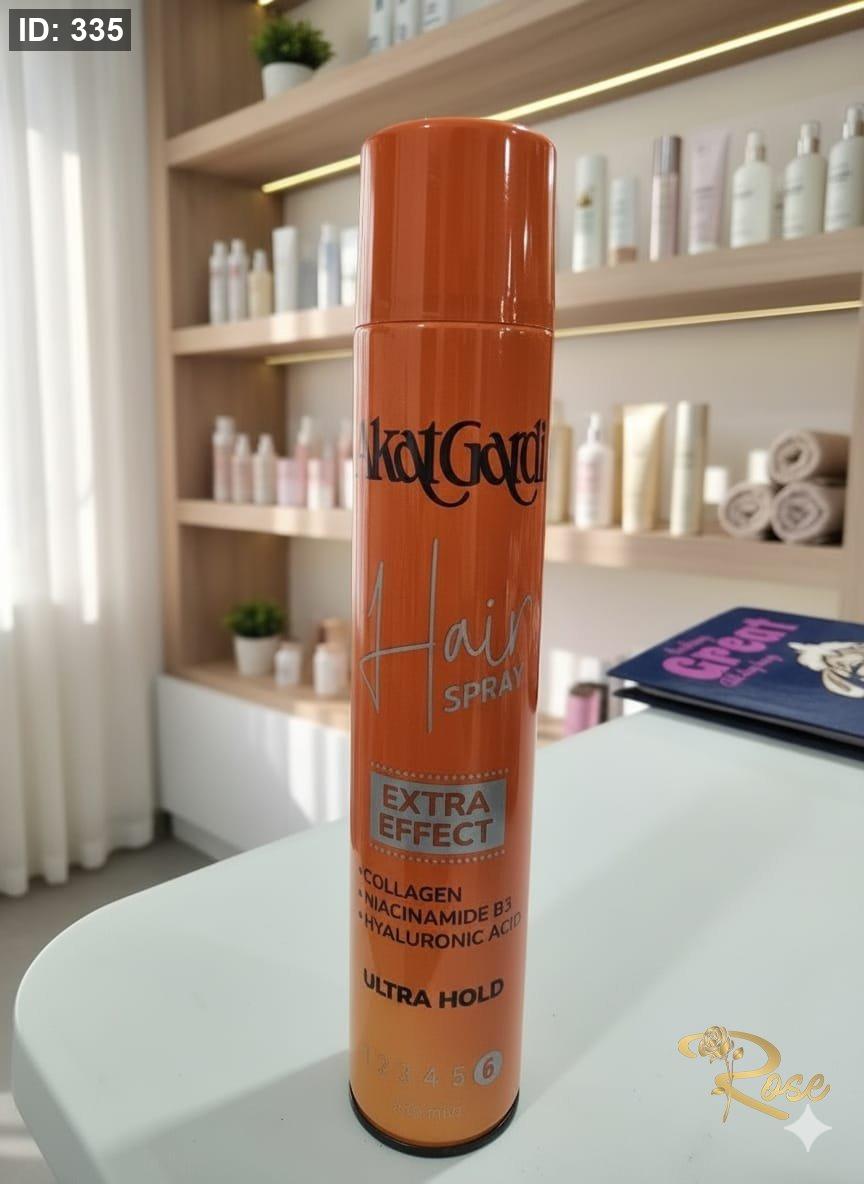 ID: 335
AkatGardi
Hair
SPRAY
EXTRA
EFFECT
•COLLAGEN
•NIACINAMIDE B3
•HYALURONIC ACID
ULTRA HOLD
1 2 3 4 5 6
Great
Rose